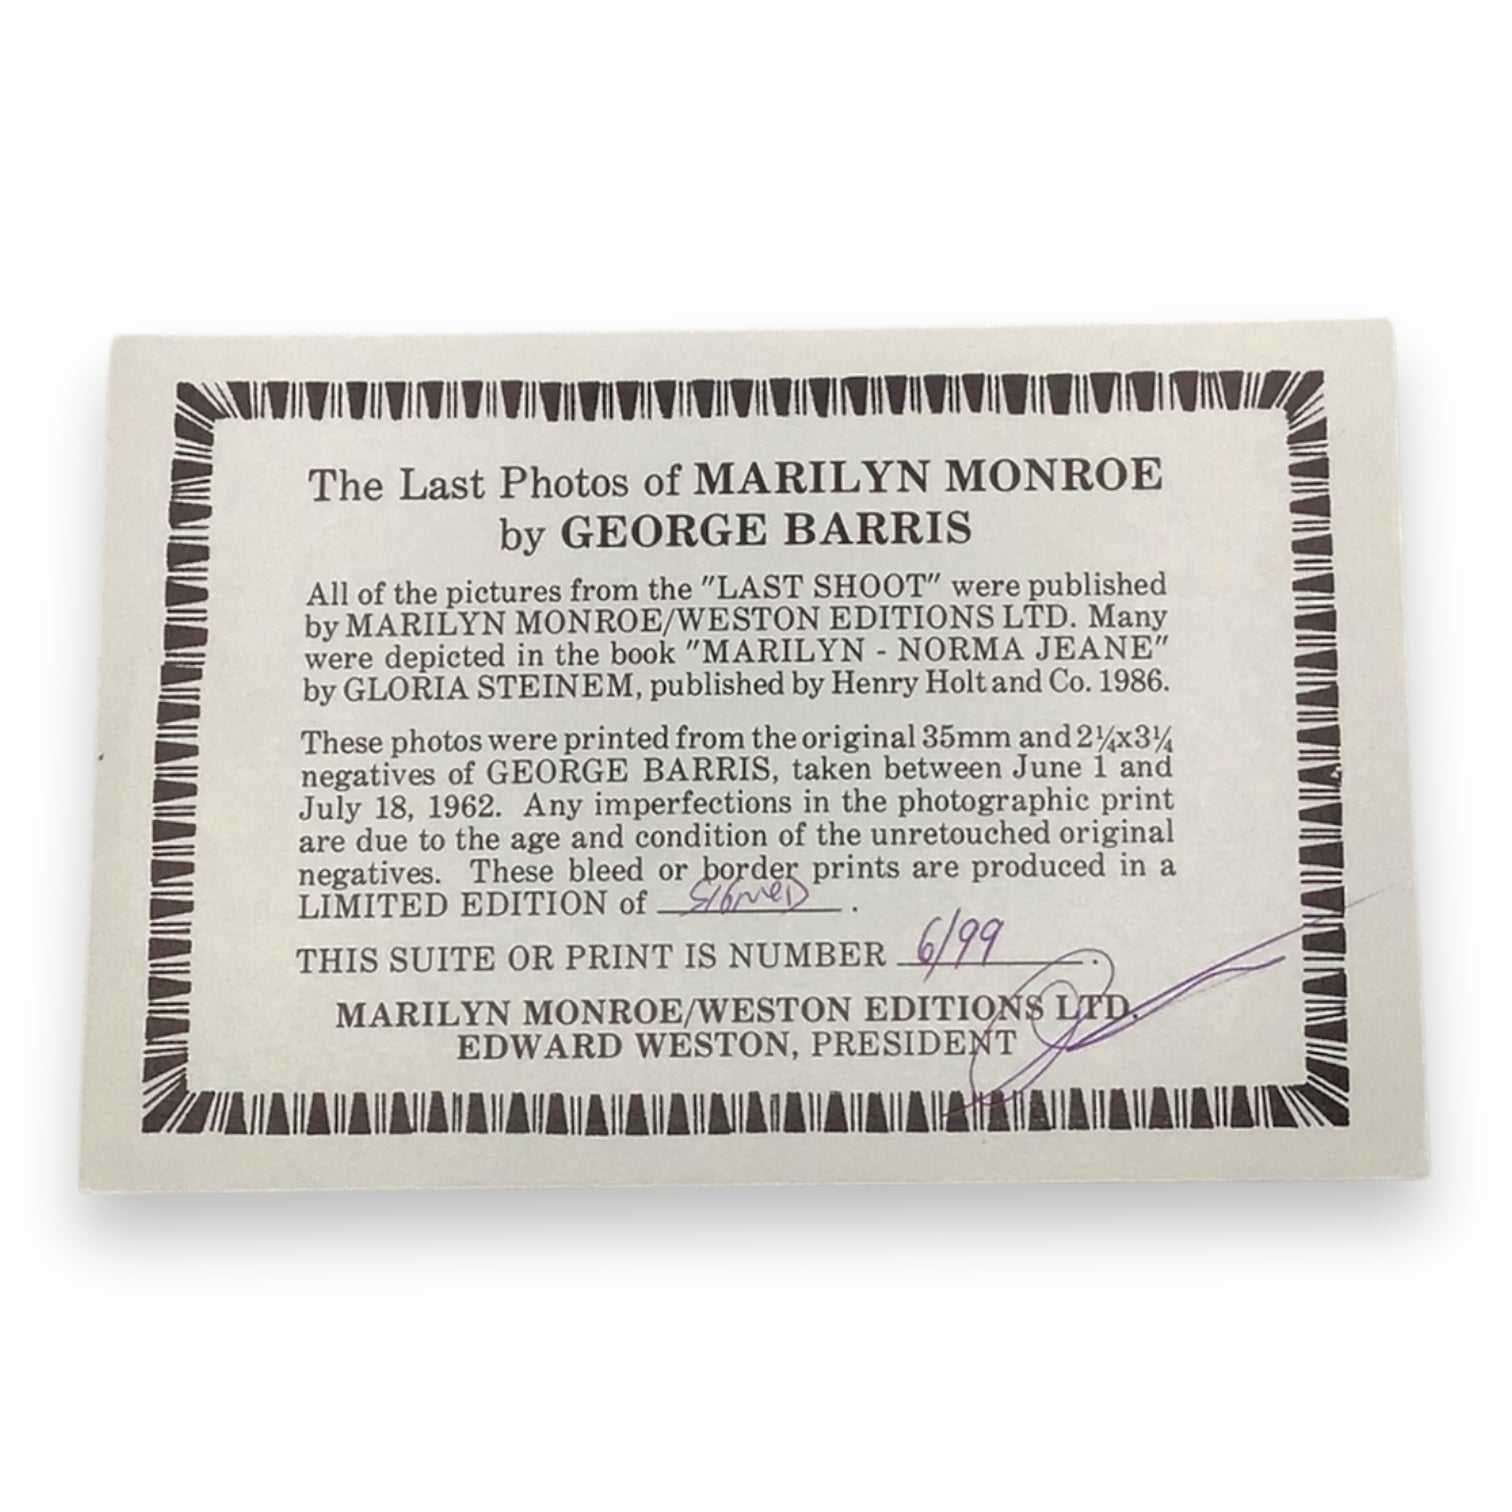 The Last Photos of MARILYN MONROE
by GEORGE BARRIS
All of the pictures from the "LAST SHOOT" were published
by MARILYN MONROE/WESTON EDITIONS LTD. Many
were depicted in the book "MARILYN - NORMA JEANE"
by GLORIA STEINEM, published by Henry Holt and Co. 1986.
These photos were printed from the original 35mm and 2¼x3¼
negatives of GEORGE BARRIS, taken between June 1 and
July 18, 1962. Any imperfections in the photographic print
are due to the age and condition of the unretouched original
negatives. These bleed or border prints are produced in a
LIMITED EDITION of SIGNED .
THIS SUITE OR PRINT IS NUMBER 6/99 .
MARILYN MONROE/WESTON EDITIONS LTD.
EDWARD WESTON, PRESIDENT